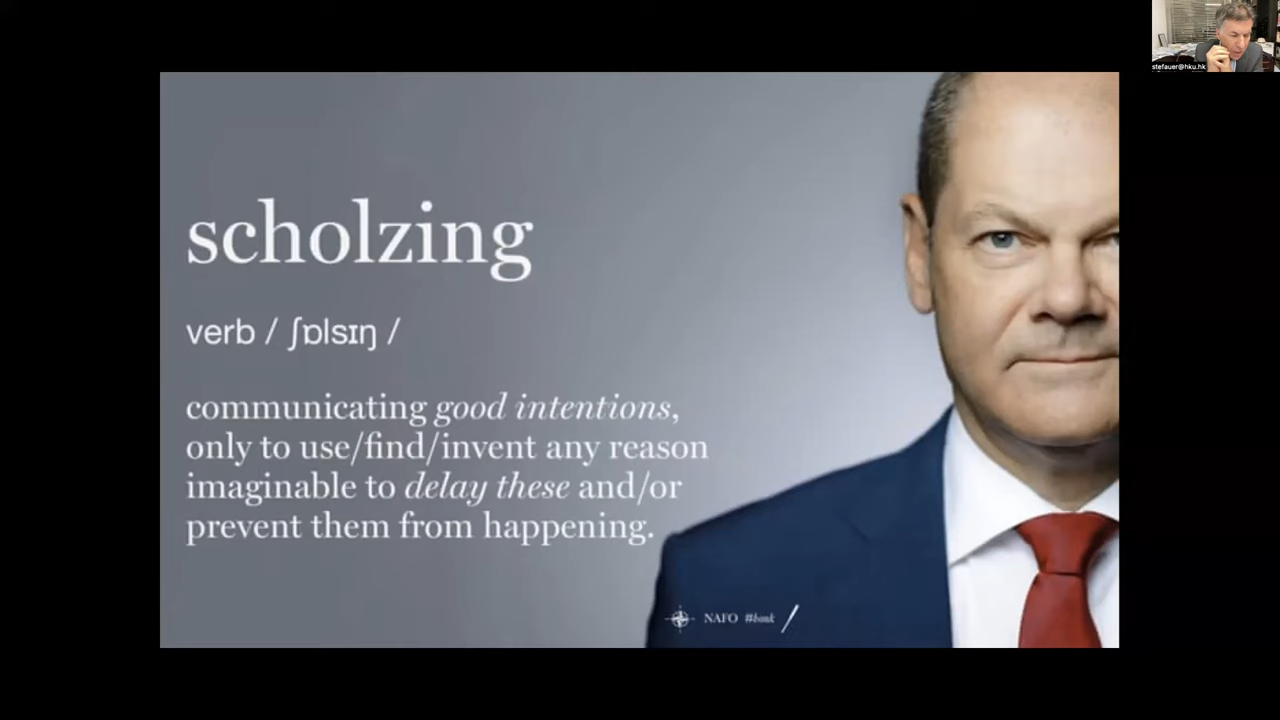 stefauer@hku.hk
scholzing
verb / ʃɒlsɪŋ /
communicating good intentions,
only to use/find/invent any reason
imaginable to delay these and/or
prevent them from happening.
NAFO #bonk